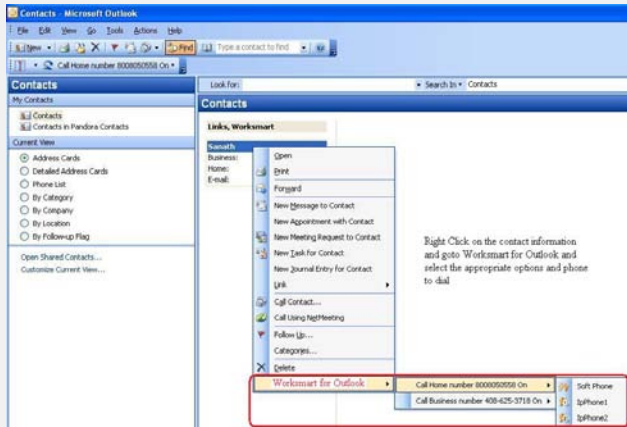 Contacts - Microsoft Outlook
File Edit View Go Tools Actions Help
New Find Type a contact to find
Call Home number 8008050558 On
Contacts
Look for: Search In Contacts
My Contacts
Contacts
Contacts
Contacts in Pandora Contacts
Current View
Address Cards
Detailed Address Cards
Phone List
By Category
By Company
By Location
By Follow-up Flag
Open Shared Contacts...
Customize Current View...
Links, Worksmart
Sanath
Business:
Home:
E-mail:
Open
Print
Forward
New Message to Contact
New Appointment with Contact
New Meeting Request to Contact
New Task for Contact
New Journal Entry for Contact
Link
Call Contact...
Call Using NetMeeting
Follow Up...
Categories...
Delete
Worksmart for Outlook
Right Click on the contact information
and goto Worksmart for Outlook and
select the appropriate options and phone
to dial
Call Home number 8008050558 On
Call Business number 408-625-3718 On
Soft Phone
IpPhone1
IpPhone2